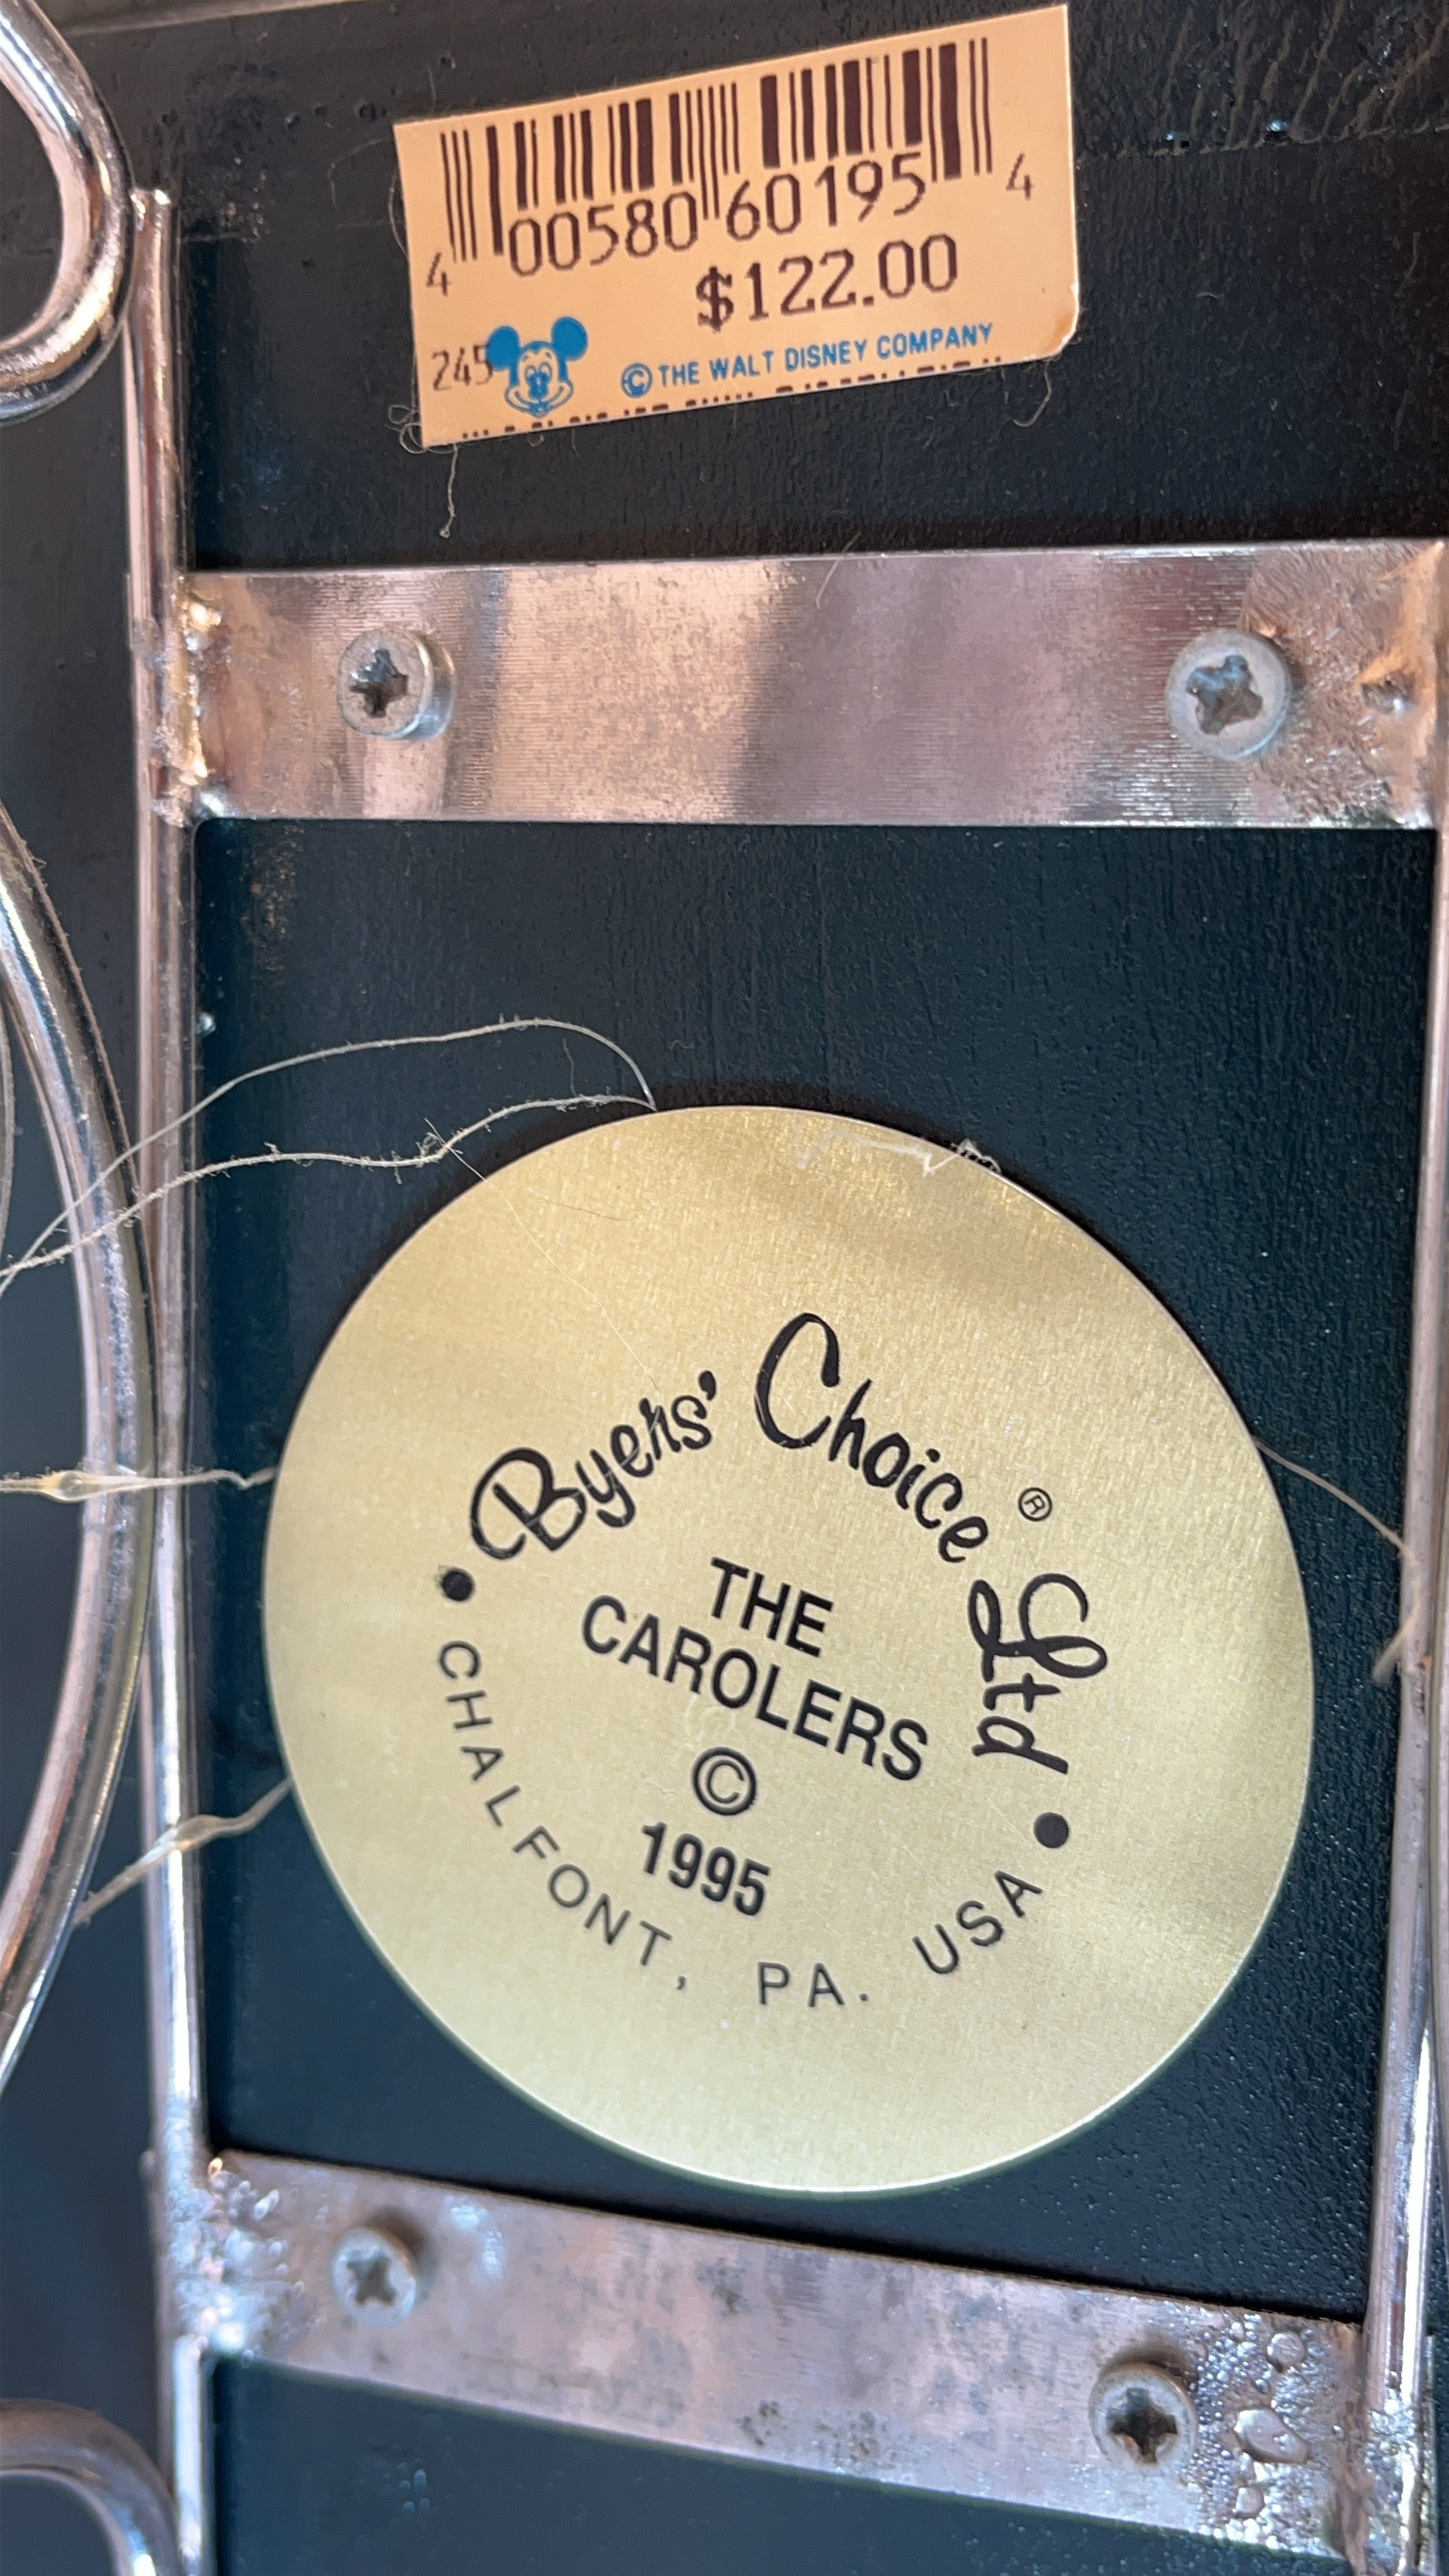 4 00580 60195 4
$122.00
245
© THE WALT DISNEY COMPANY
Byers' Choice ® Ltd
THE
CAROLERS
©
1995
• CHALFONT, PA. USA •